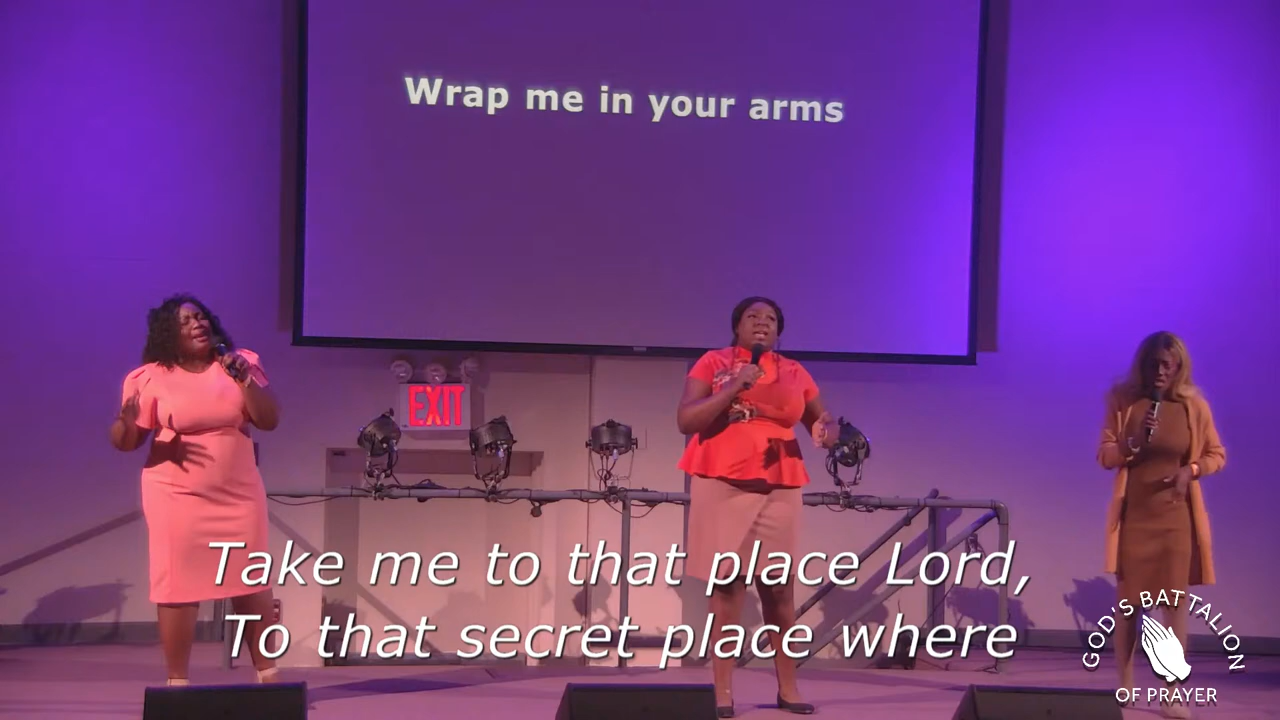 Wrap me in your arms
EXIT
Take me to that place Lord,
To that secret place where
GOD'S BATTALION
OF PRAYER